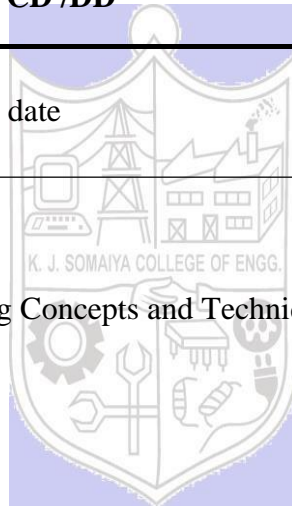 CD /DD
date
K. J. SOMAIYA COLLEGE OF ENGG.
g Concepts and Techni